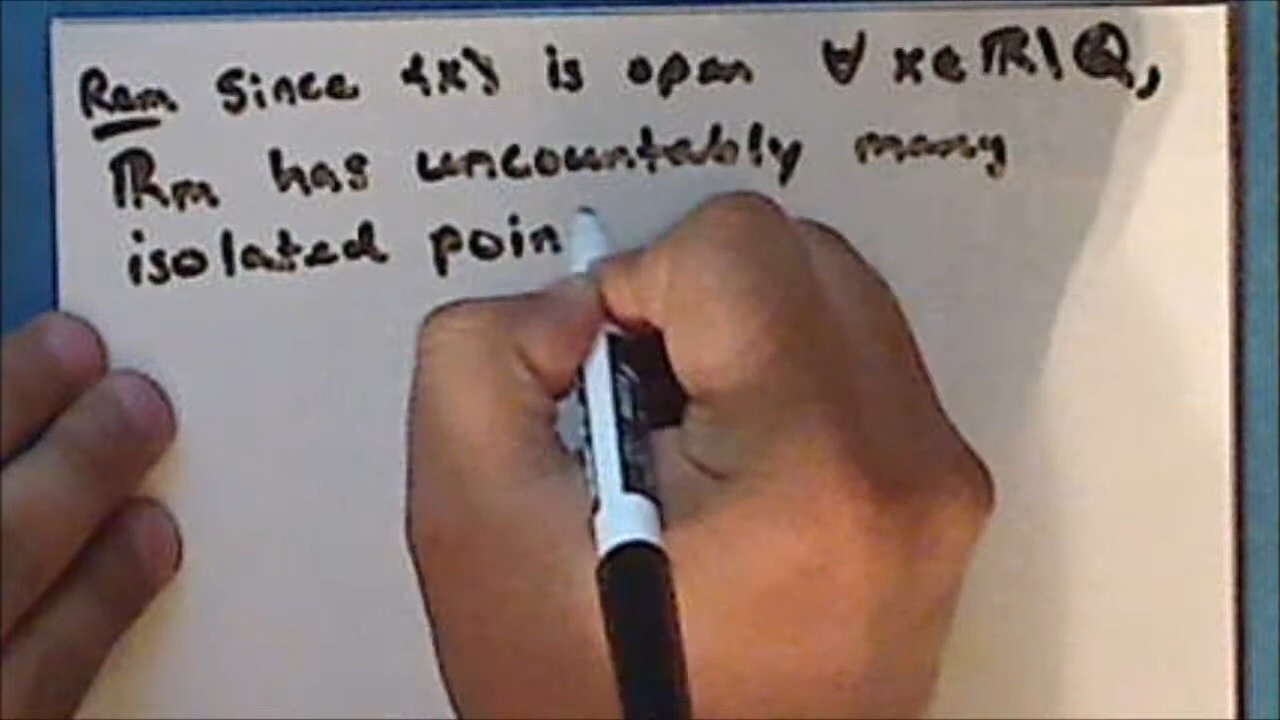 Rem Since {x} is open ∀ x∈ℝ\ℚ,
ℝm has uncountably many
isolated poin